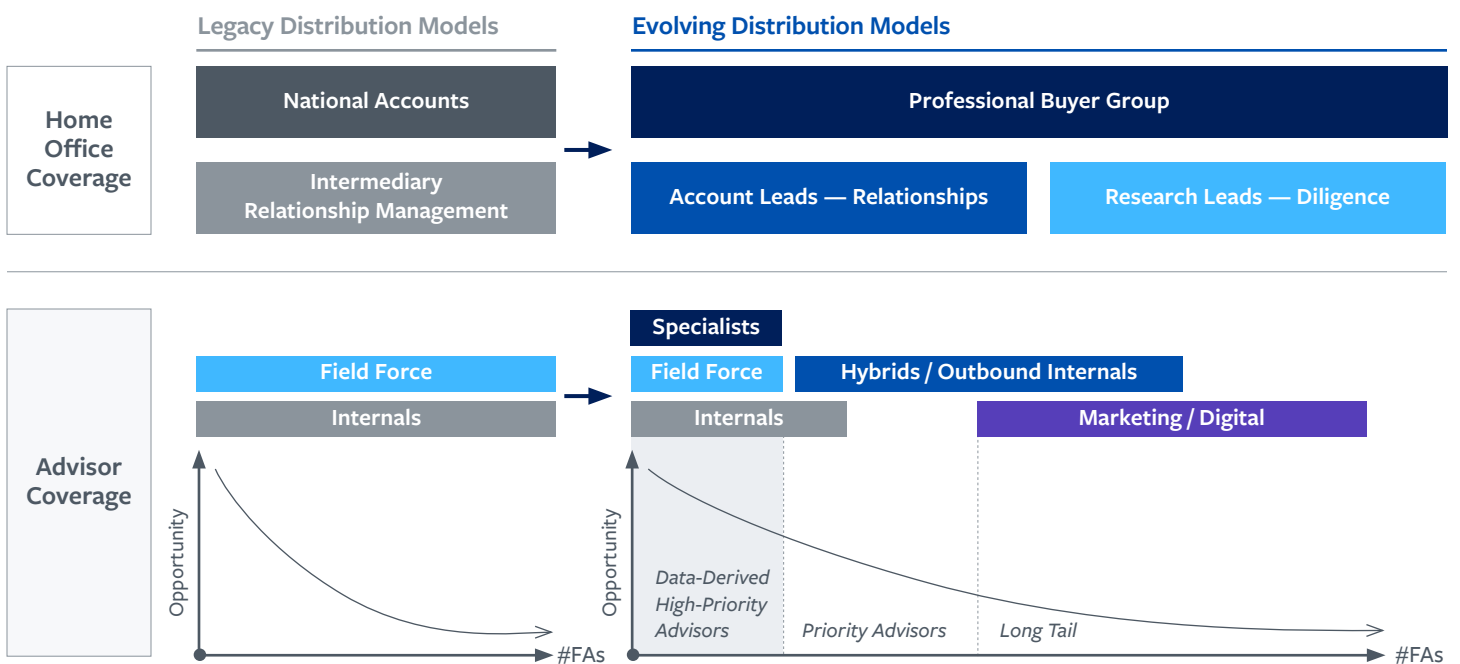 Legacy Distribution Models
Evolving Distribution Models
Home
Office
Coverage
National Accounts
Professional Buyer Group
Intermediary
Relationship Management
Account Leads — Relationships
Research Leads — Diligence
Advisor
Coverage
Field Force
Internals
Opportunity
#FAs
Specialists
Field Force
Hybrids / Outbound Internals
Internals
Marketing / Digital
Opportunity
Data-Derived
High-Priority
Advisors
Priority Advisors
Long Tail
#FAs